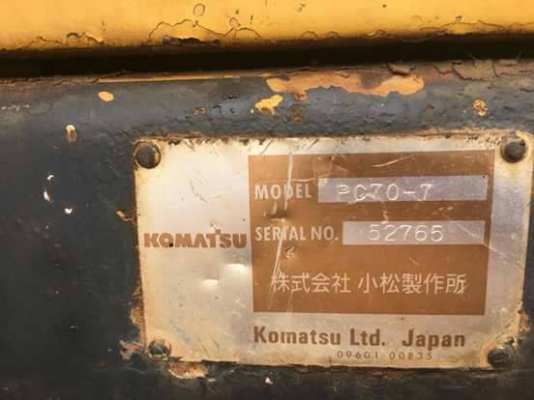 MODEL PC70-7
KOMATSU
SERIAL NO. 52765
株式会社 小松製作所
Komatsu Ltd. Japan
09601 00835